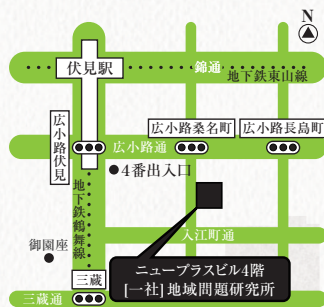 N
伏見駅
錦通
地下鉄東山線
広小路伏見
広小路桑名町
広小路長島町
広小路通
●4番出入口
地下鉄鶴舞線
御園座
入江町通
三蔵
三蔵通
ニュープラスビル4階
[一社]地域問題研究所